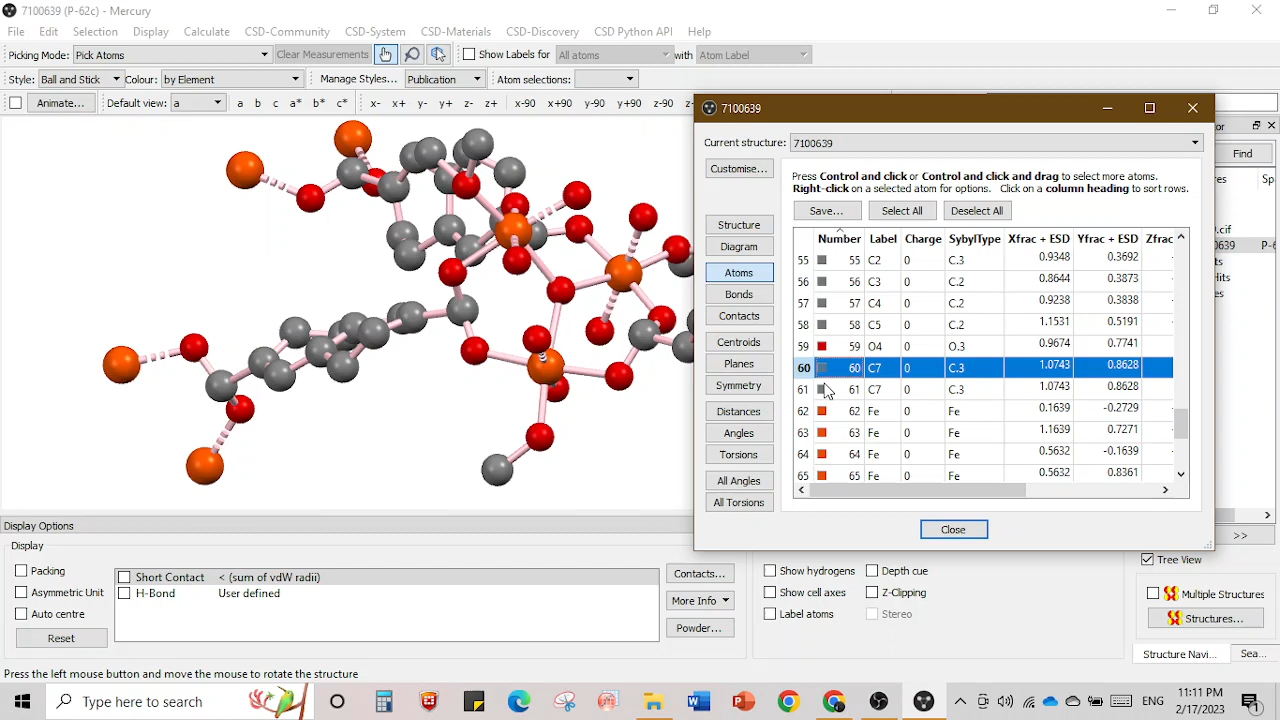 7100639 (P-62c) - Mercury
File Edit Selection Display Calculate CSD-Community CSD-System CSD-Materials CSD-Discovery CSD Python API Help
Picking Mode: Pick Atoms Clear Measurements Show Labels for All atoms with Atom Label
Style: Ball and Stick Colour: by Element Manage Styles... Publication Atom selections:
Animate... Default view: a a b c a* b* c* x- x+ y- y+ z- z+ x-90 x+90 y-90 y+90 z-90
7100639
Current structure: 7100639
Find
Customise...
Press Control and click or Control and click and drag to select more atoms.
Right-click on a selected atom for options. Click on a column heading to sort rows.
Save... Select All Deselect All
Structure
Diagram
Atoms
Bonds
Contacts
Centroids
Planes
Symmetry
Distances
Angles
Torsions
All Angles
All Torsions
Number Label Charge SybylType Xfrac + ESD Yfrac + ESD Zfrac
55 55 C2 0 C.3 0.9348 0.3692
56 56 C3 0 C.2 0.8644 0.3873
57 57 C4 0 C.2 0.9238 0.3838
58 58 C5 0 C.2 1.1531 0.5191
59 59 O4 0 O.3 0.9674 0.7741
60 60 C7 0 C.3 1.0743 0.8628
61 61 C7 0 C.3 1.0743 0.8628
62 62 Fe 0 Fe 0.1639 -0.2729
63 63 Fe 0 Fe 1.1639 0.7271
64 64 Fe 0 Fe 0.5632 -0.1639
65 65 Fe 0 Fe 0.5632 0.8361
Close
.cif
P-6
Display Options
Display
Packing
Asymmetric Unit
Auto centre
Reset
Short Contact < (sum of vdW radii)
H-Bond User defined
Contacts...
More Info
Powder...
Show hydrogens Depth cue
Show cell axes Z-Clipping
Label atoms Stereo
>>
Tree View
Multiple Structures
Structures...
Structure Navi... Sea...
Press the left mouse button and move the mouse to rotate the structure
Type here to search
ENG
11:11 PM
2/17/2023